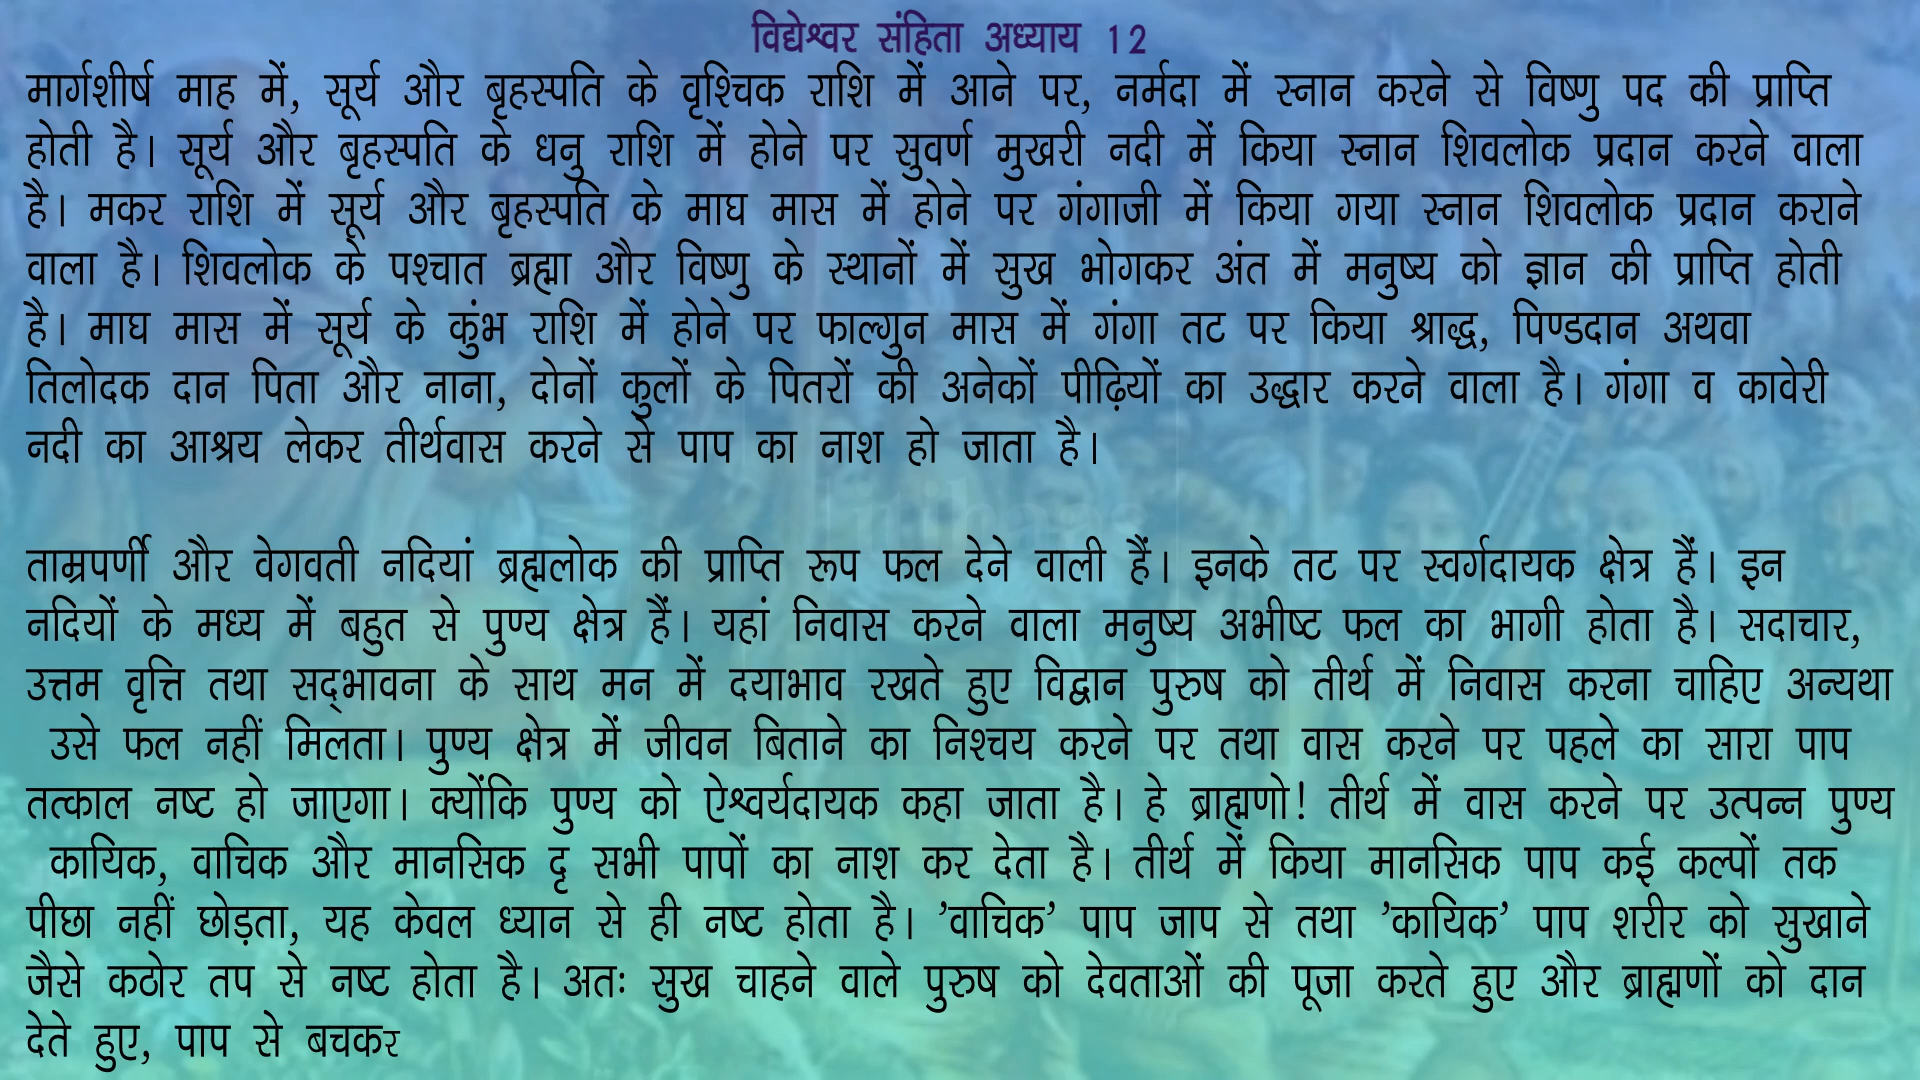 विद्येश्वर संहिता अध्याय 12
मार्गशीर्ष माह में, सूर्य और बृहस्पति के वृश्चिक राशि में आने पर, नर्मदा में स्नान करने से विष्णु पद की प्राप्ति
होती है। सूर्य और बृहस्पति के धनु राशि में होने पर सुवर्ण मुखरी नदी में किया स्नान शिवलोक प्रदान करने वाला
है। मकर राशि में सूर्य और बृहस्पति के माघ मास में होने पर गंगाजी में किया गया स्नान शिवलोक प्रदान कराने
वाला है। शिवलोक के पश्चात ब्रह्मा और विष्णु के स्थानों में सुख भोगकर अंत में मनुष्य को ज्ञान की प्राप्ति होती
है। माघ मास में सूर्य के कुंभ राशि में होने पर फाल्गुन मास में गंगा तट पर किया श्राद्ध, पिण्डदान अथवा
तिलोदक दान पिता और नाना, दोनों कुलों के पितरों की अनेकों पीढ़ियों का उद्धार करने वाला है। गंगा व कावेरी
नदी का आश्रय लेकर तीर्थवास करने से पाप का नाश हो जाता है।
ताम्रपर्णी और वेगवती नदियां ब्रह्मलोक की प्राप्ति रूप फल देने वाली हैं। इनके तट पर स्वर्गदायक क्षेत्र हैं। इन
नदियों के मध्य में बहुत से पुण्य क्षेत्र हैं। यहां निवास करने वाला मनुष्य अभीष्ट फल का भागी होता है। सदाचार,
उत्तम वृत्ति तथा सद्‌भावना के साथ मन में दयाभाव रखते हुए विद्वान पुरुष को तीर्थ में निवास करना चाहिए अन्यथा
उसे फल नहीं मिलता। पुण्य क्षेत्र में जीवन बिताने का निश्चय करने पर तथा वास करने पर पहले का सारा पाप
तत्काल नष्ट हो जाएगा। क्योंकि पुण्य को ऐश्वर्यदायक कहा जाता है। हे ब्राह्मणो! तीर्थ में वास करने पर उत्पन्न पुण्य
कायिक, वाचिक और मानसिक दृ सभी पापों का नाश कर देता है। तीर्थ में किया मानसिक पाप कई कल्पों तक
पीछा नहीं छोड़ता, यह केवल ध्यान से ही नष्ट होता है। ’वाचिक’ पाप जाप से तथा ’कायिक’ पाप शरीर को सुखाने
जैसे कठोर तप से नष्ट होता है। अतः सुख चाहने वाले पुरुष को देवताओं की पूजा करते हुए और ब्राह्मणों को दान
देते हुए, पाप से बचकर